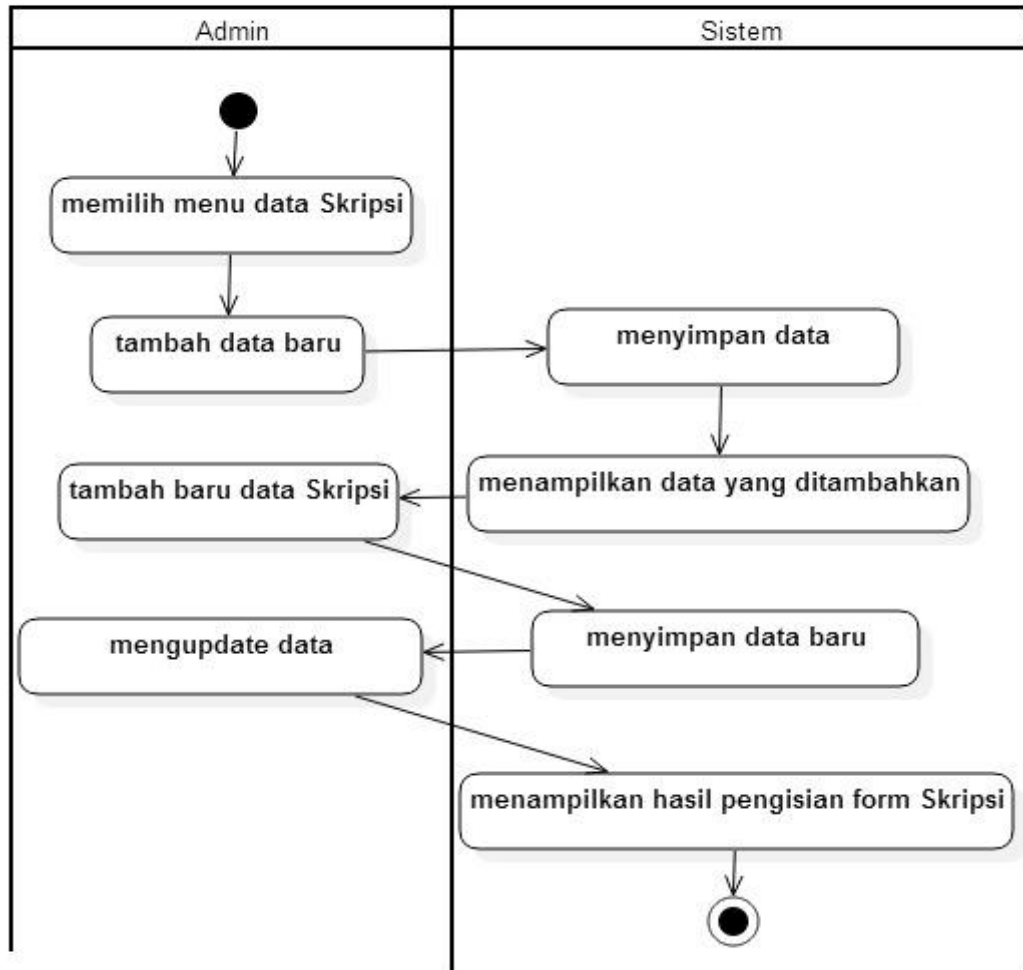 Admin
Sistem
memilih menu data Skripsi
tambah data baru
menyimpan data
menampilkan data yang ditambahkan
tambah baru data Skripsi
menyimpan data baru
mengupdate data
menampilkan hasil pengisian form Skripsi